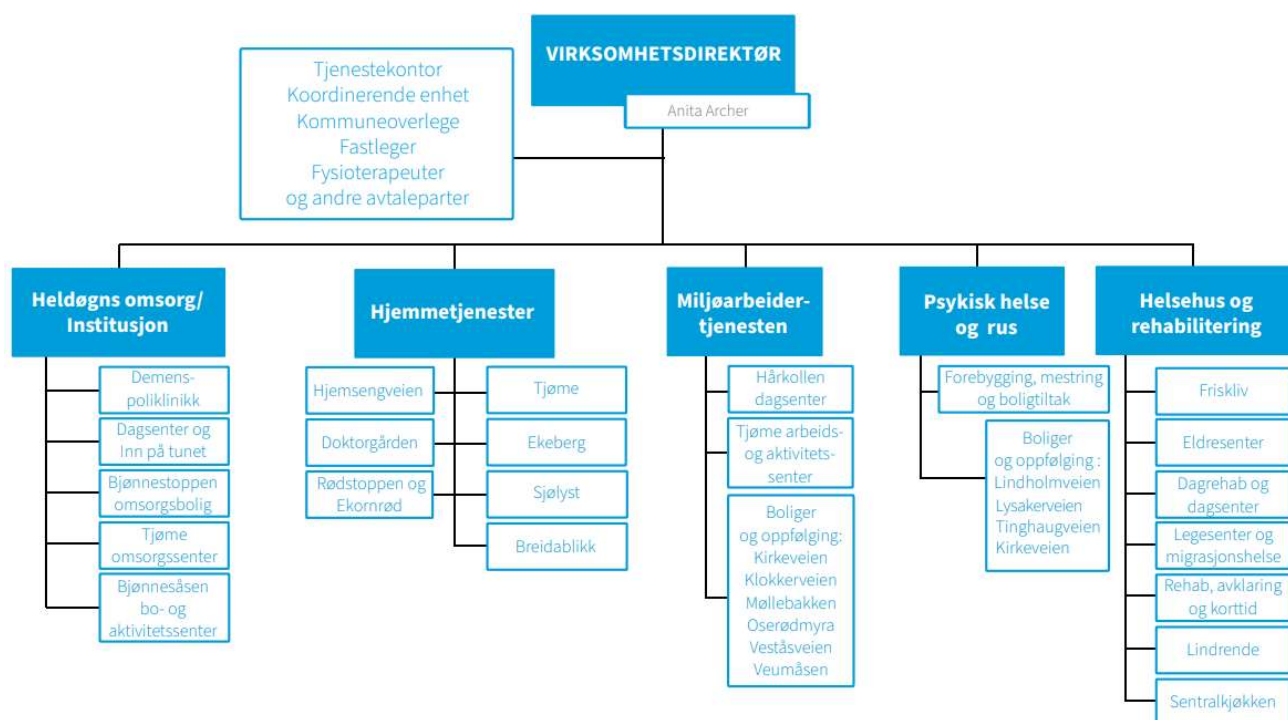 VIRKSOMHETSDIREKTØR
Anita Archer
Tjenestekontor
Koordinerende enhet
Kommuneoverlege
Fastleger
Fysioterapeuter
og andre avtaleparter
Heldøgns omsorg/
Institusjon
Demens-
poliklinikk
Dagsenter og
Inn på tunet
Bjønnestoppen
omsorgsbolig
Tjøme
omsorgssenter
Bjønnesåsen
bo- og
aktivitetssenter
Hjemmetjenester
Hjemsengveien
Doktorgården
Rødstoppen og
Ekornrød
Tjøme
Ekeberg
Sjølyst
Breidablikk
Miljøarbeider-
tjenesten
Hårkollen
dagsenter
Tjøme arbeids-
og aktivitets-
senter
Boliger
og oppfølging:
Kirkeveien
Klokkerveien
Møllebakken
Oserødmyra
Veståsveien
Veumåsen
Psykisk helse
og rus
Forebygging, mestring
og boligtiltak
Boliger
og oppfølging :
Lindholmveien
Lysakerveien
Tinghaugveien
Kirkeveien
Helsehus og
rehabilitering
Friskliv
Eldresenter
Dagrehab og
dagsenter
Legesenter og
migrasjonshelse
Rehab, avklaring
og korttid
Lindrende
Sentralkjøkken